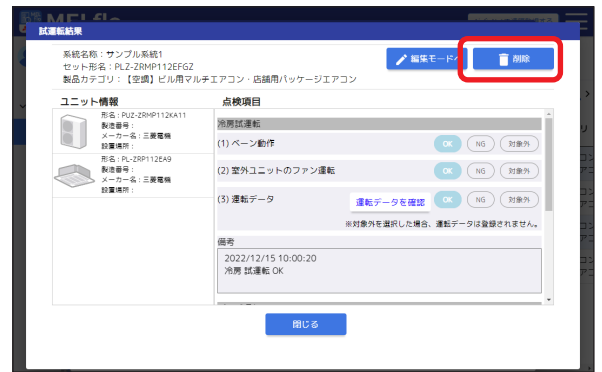 MELflo
試運転結果
系統名称：サンプル系統1
セット形名：PLZ-ZRMP112EFGZ
製品カテゴリ：【空調】ビル用マルチエアコン・店舗用パッケージエアコン
編集モードへ
削除
ユニット情報
点検項目
形名：PUZ-ZRMP112KA11
製造番号：
メーカー名：三菱電機
設置場所：
形名：PL-ZRP112EA9
製造番号：
メーカー名：三菱電機
設置場所：
冷房試運転
(1) ベーン動作
OK
NG
対象外
(2) 室外ユニットのファン運転
OK
NG
対象外
(3) 運転データ
運転データを確認
OK
NG
対象外
※対象外を選択した場合、運転データは登録されません。
備考
2022/12/15 10:00:20
冷房 試運転 OK
閉じる